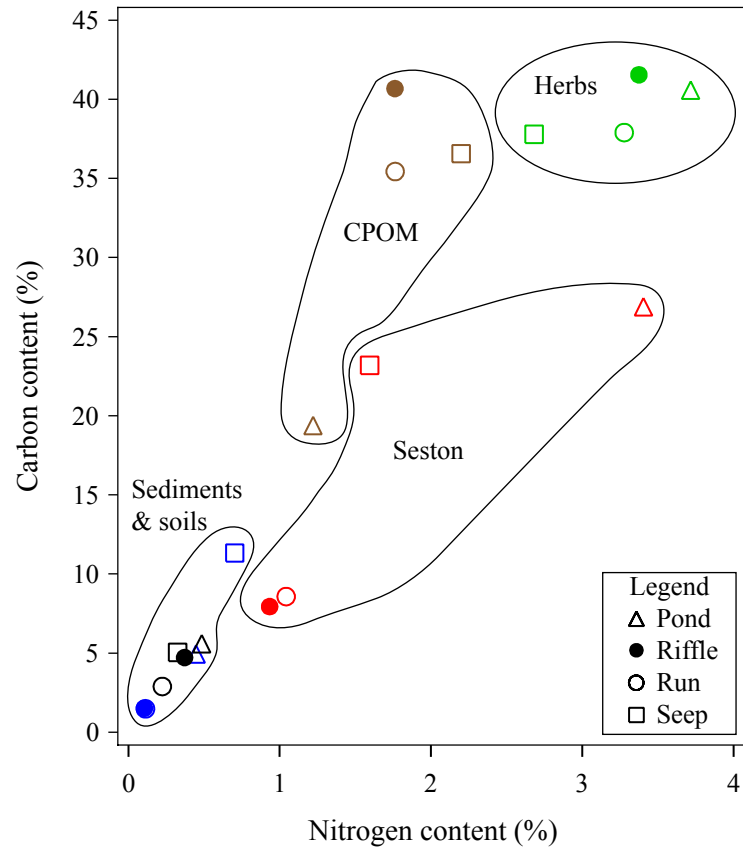 45
40
35
30
25
20
15
10
5
0
Carbon content (%)
Herbs
CPOM
Seston
Sediments
& soils
Legend
Pond
Riffle
Run
Seep
0 1 2 3 4
Nitrogen content (%)